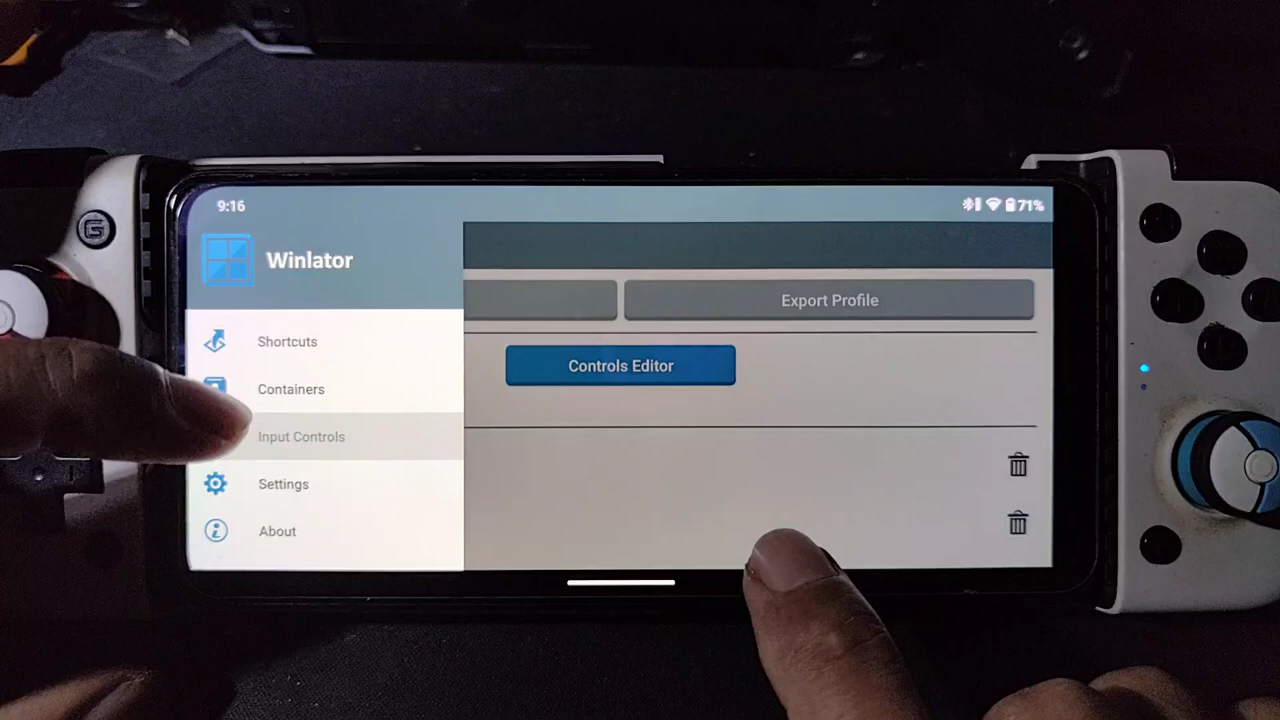 9:16
71%
Winlator
Export Profile
Shortcuts
Controls Editor
Containers
Input Controls
Settings
About
G